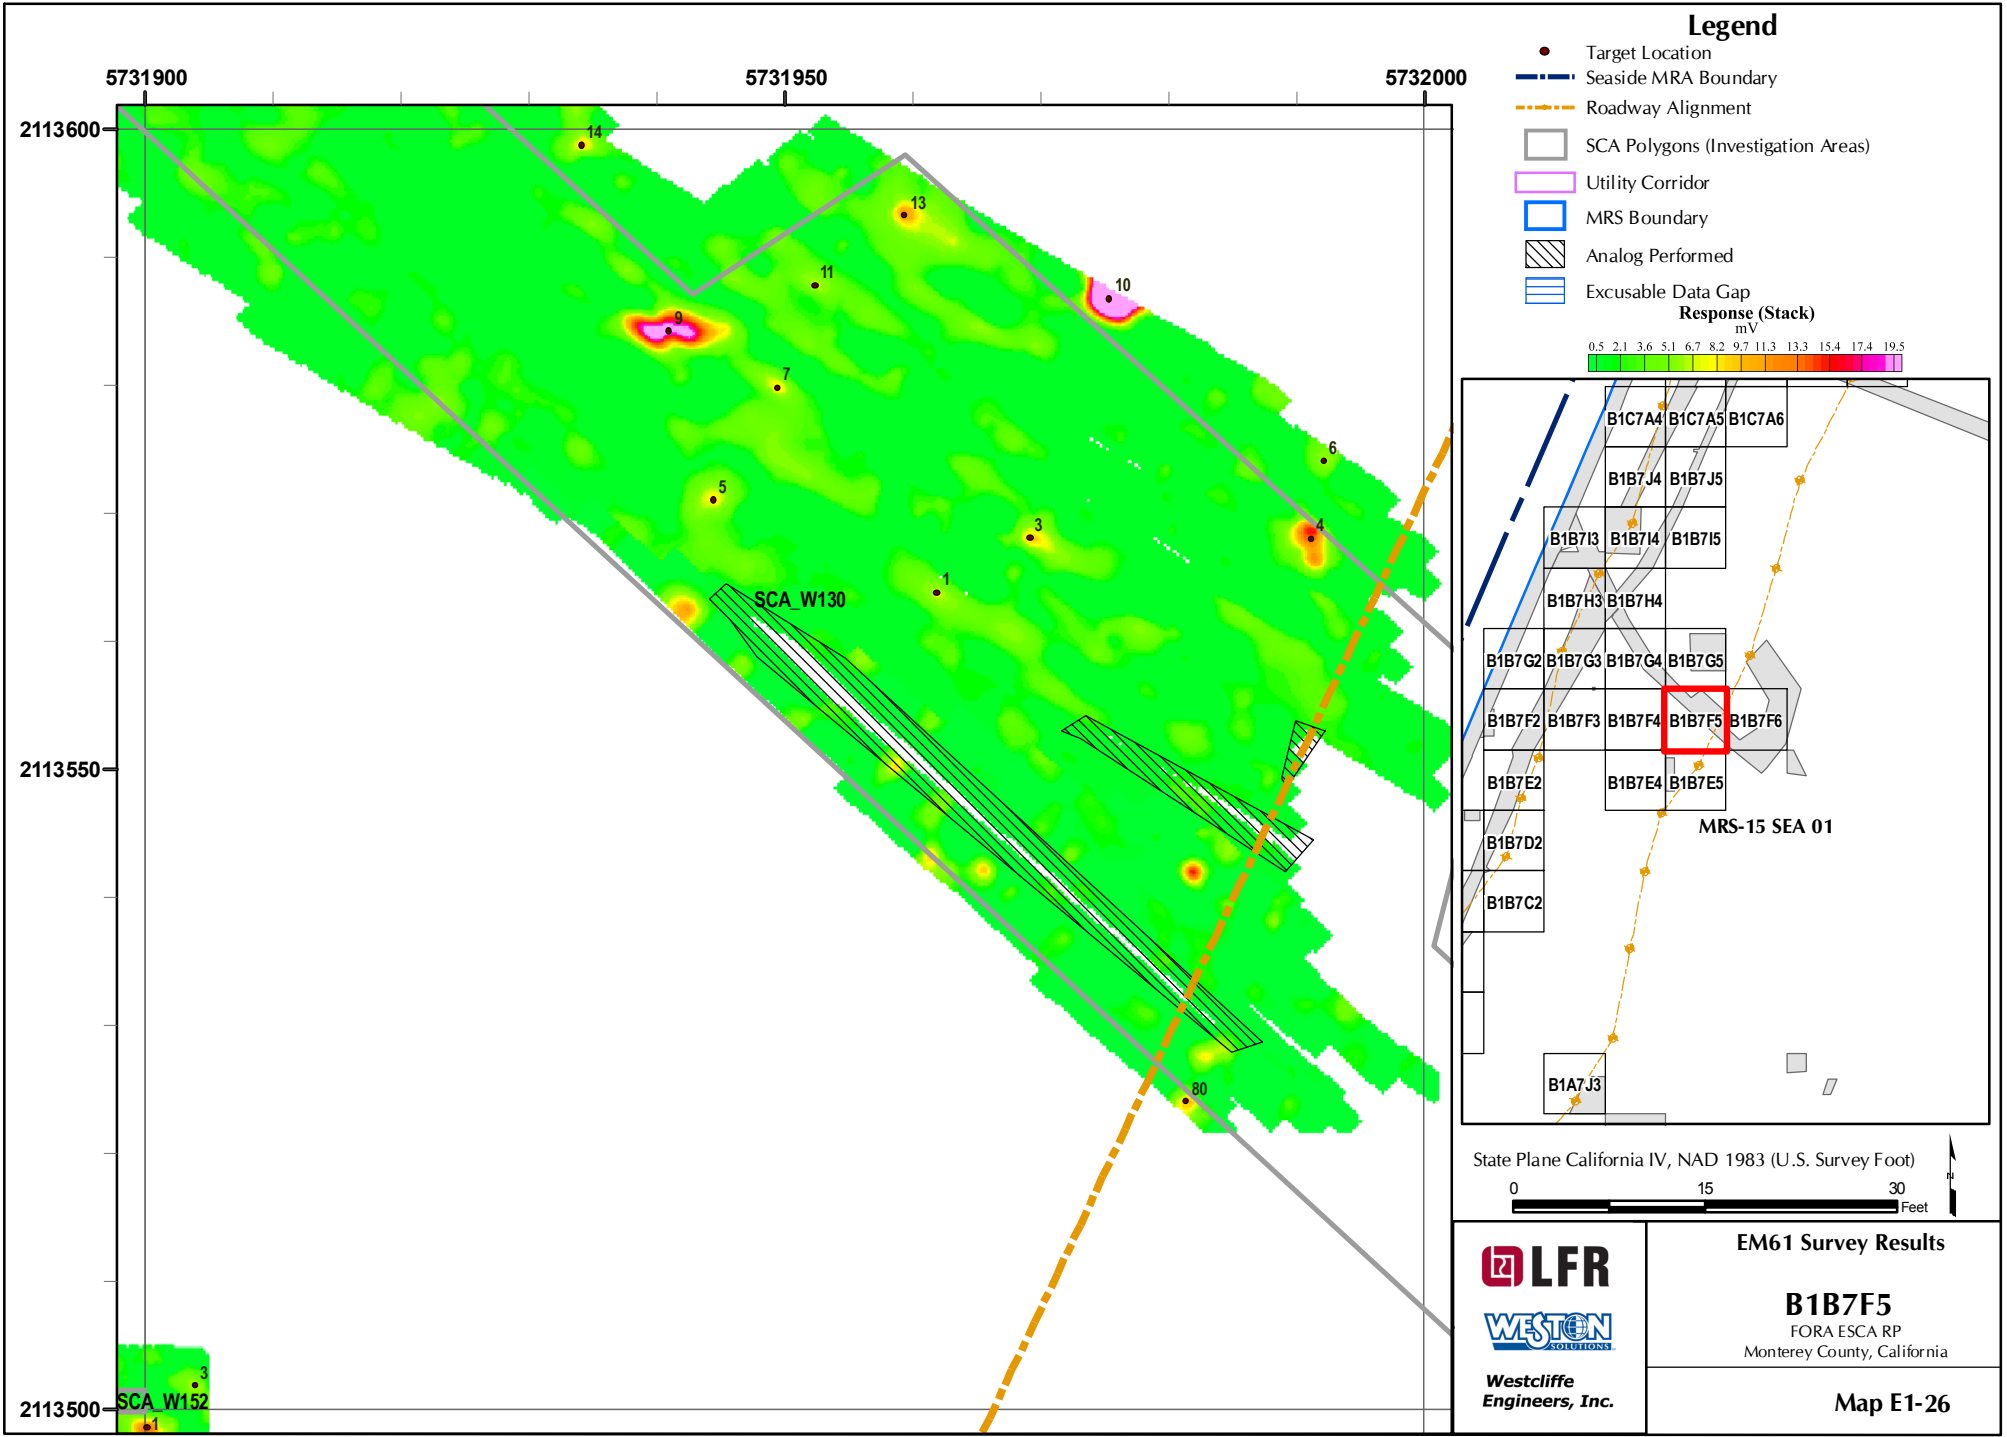 Legend
Target Location
Seaside MRA Boundary
Roadway Alignment
SCA Polygons (Investigation Areas)
Utility Corridor
MRS Boundary
Analog Performed
Excusable Data Gap
Response (Stack)
mV
0.5 2.1 3.6 5.1 6.7 8.2 9.7 11.3 13.3 15.4 17.4 19.5
5731900 5731950 5732000
2113600
2113550
2113500
14
13
11
10
9
7
6
5
4
3
1
SCA_W130
80
3
SCA_W152
1
B1C7A4 B1C7A5 B1C7A6
B1B7J4 B1B7J5
B1B7I3 B1B7I4 B1B7I5
B1B7H3 B1B7H4
B1B7G2 B1B7G3 B1B7G4 B1B7G5
B1B7F2 B1B7F3 B1B7F4 B1B7F5 B1B7F6
B1B7E2 B1B7E4 B1B7E5
MRS-15 SEA 01
B1B7D2
B1B7C2
B1A7J3
State Plane California IV, NAD 1983 (U.S. Survey Foot)
N
0 15 30
Feet
LFR
WESTON
SOLUTIONS
Westcliffe
Engineers, Inc.
EM61 Survey Results
B1B7F5
FORA ESCA RP
Monterey County, California
Map E1-26